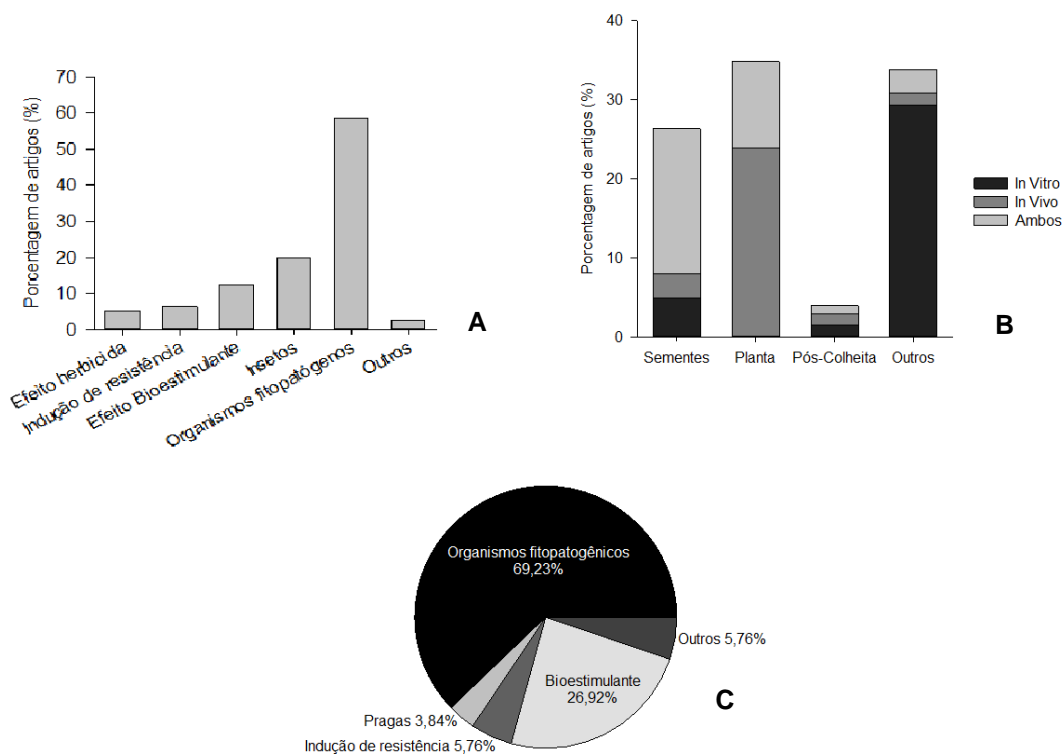 Porcentagem de artigos (%)
70
60
50
40
30
20
10
0
Efeito herbicida
Indução de resistência
Efeito Bioestimulante
Insetos
Organismos fitopatógenos
Outros
A
Porcentagem de artigos (%)
40
30
20
10
0
Sementes
Planta
Pós-Colheita
Outros
In Vitro
In Vivo
Ambos
B
Organismos fitopatogênicos
69,23%
Outros 5,76%
Bioestimulante
26,92%
Pragas 3,84%
Indução de resistência 5,76%
C